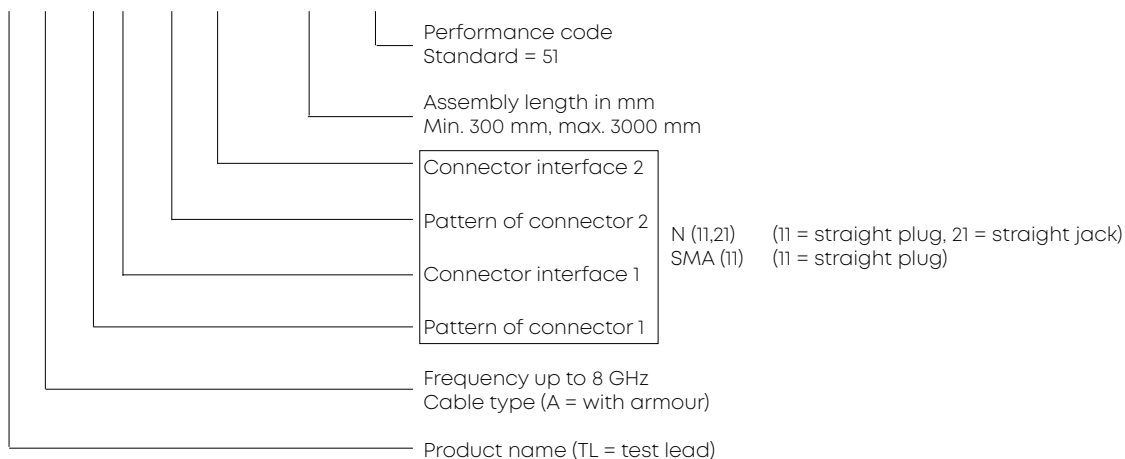 Performance code
Standard = 51
Assembly length in mm
Min. 300 mm, max. 3000 mm
Connector interface 2
Pattern of connector 2
N (11,21) (11 = straight plug, 21 = straight jack)
SMA (11) (11 = straight plug)
Connector interface 1
Pattern of connector 1
Frequency up to 8 GHz
Cable type (A = with armour)
Product name (TL = test lead)